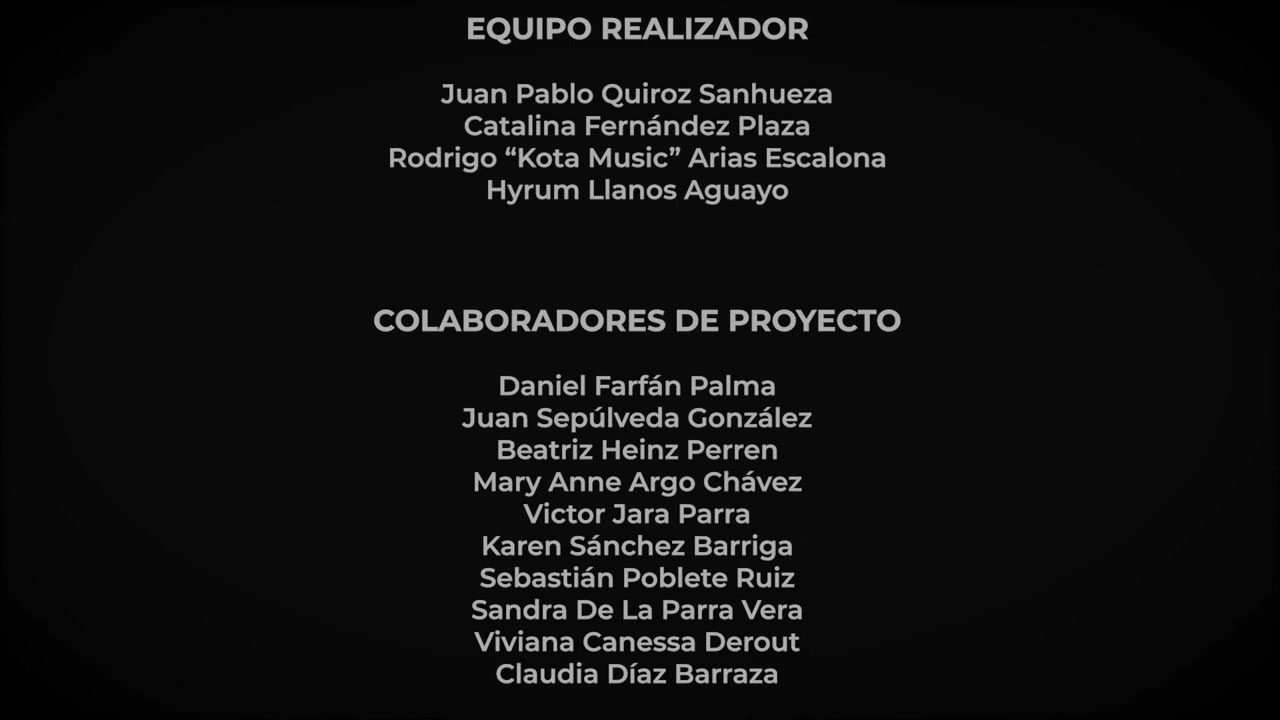 EQUIPO REALIZADOR
Juan Pablo Quiroz Sanhueza
Catalina Fernández Plaza
Rodrigo “Kota Music” Arias Escalona
Hyrum Llanos Aguayo
COLABORADORES DE PROYECTO
Daniel Farfán Palma
Juan Sepúlveda González
Beatriz Heinz Perren
Mary Anne Argo Chávez
Victor Jara Parra
Karen Sánchez Barriga
Sebastián Poblete Ruiz
Sandra De La Parra Vera
Viviana Canessa Derout
Claudia Díaz Barraza